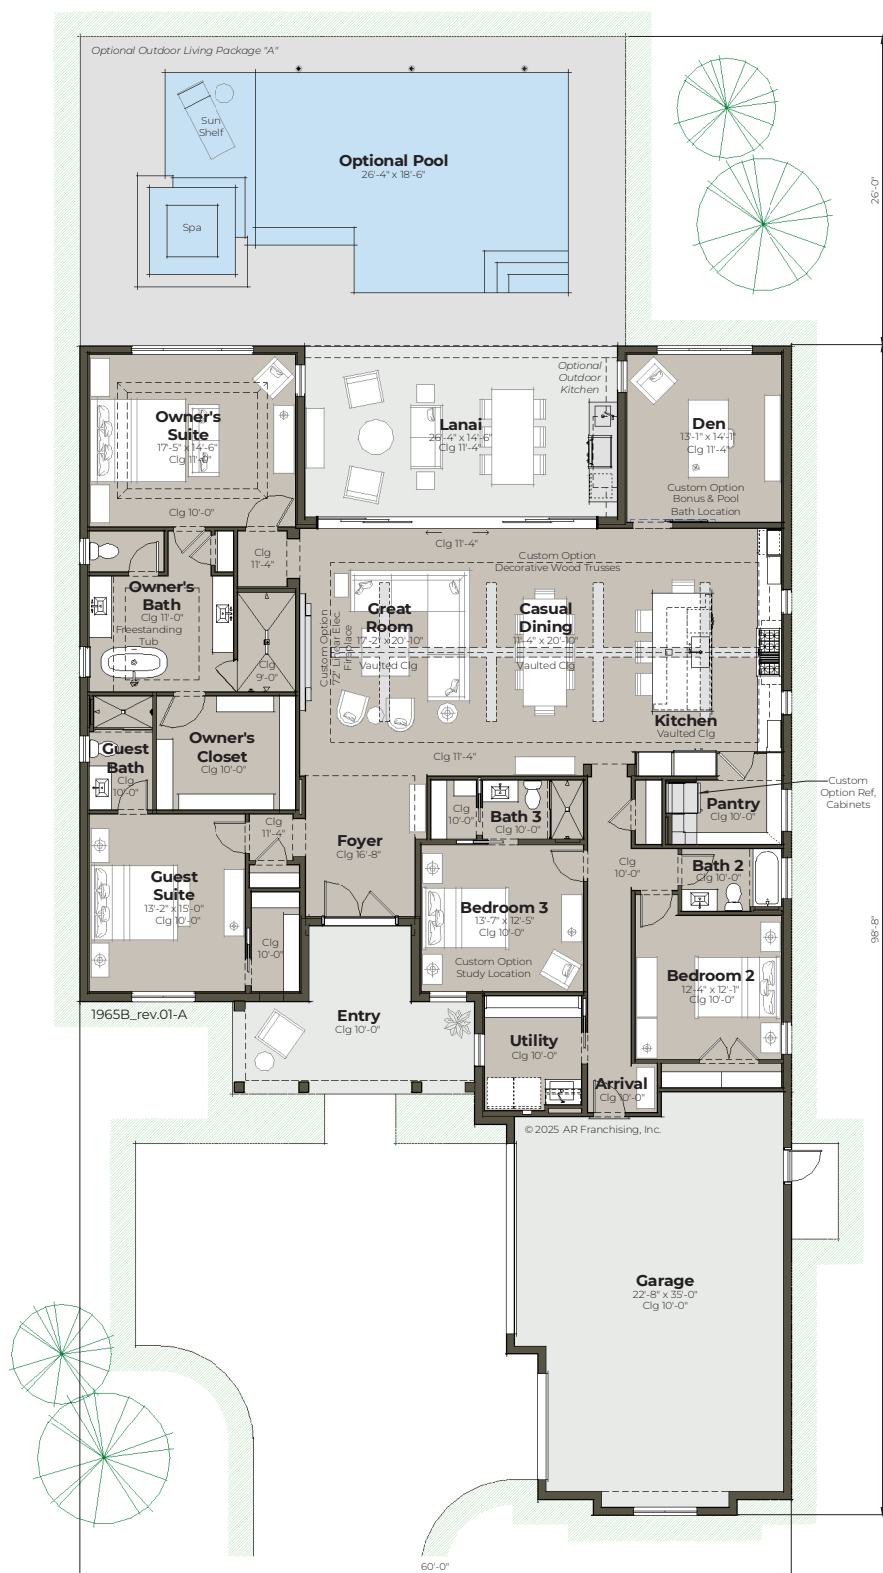 Optional Outdoor Living Package "A"
Sun
Shelf
Optional Pool
26'-4" x 18'-6"
Spa
26'-0"
Optional
Outdoor
Kitchen
Owner's
Suite
17'-5" x 14'-6"
Clg 11'-0"
Clg 10'-0"
Lanai
26'-4" x 14'-6"
Clg 11'-4"
Den
13'-1" x 14'-1"
Clg 11'-4"
Custom Option
Bonus & Pool
Bath Location
Clg
11'-4"
Clg 11'-4"
Custom Option
Decorative Wood Trusses
Owner's
Bath
Clg 11'-0"
Freestanding
Tub
Clg
9'-0"
Custom Option
72" Linear Elec.
Fireplace
Great
Room
17'-2" x 20'-10"
Vaulted Clg
Casual
Dining
11'-4" x 20'-10"
Vaulted Clg
Kitchen
Vaulted Clg
Clg 11'-4"
Guest
Bath
Clg
10'-0"
Owner's
Closet
Clg 10'-0"
Custom
Option Ref,
Cabinets
Pantry
Clg 10'-0"
Clg
10'-0"
Bath 3
Clg 10'-0"
Clg
11'-4"
Foyer
Clg 16'-8"
Clg
10'-0"
Bath 2
Clg 10'-0"
Guest
Suite
13'-2" x 15'-0"
Clg 10'-0"
Clg
10'-0"
Bedroom 3
13'-7" x 12'-5"
Clg 10'-0"
Custom Option
Study Location
98'-8"
Bedroom 2
12'-4" x 12'-1"
Clg 10'-0"
1965B_rev.01-A
Entry
Clg 10'-0"
Utility
Clg 10'-0"
Arrival
Clg 10'-0"
© 2025 AR Franchising, Inc.
Garage
22'-8" x 35'-0"
Clg 10'-0"
60'-0"